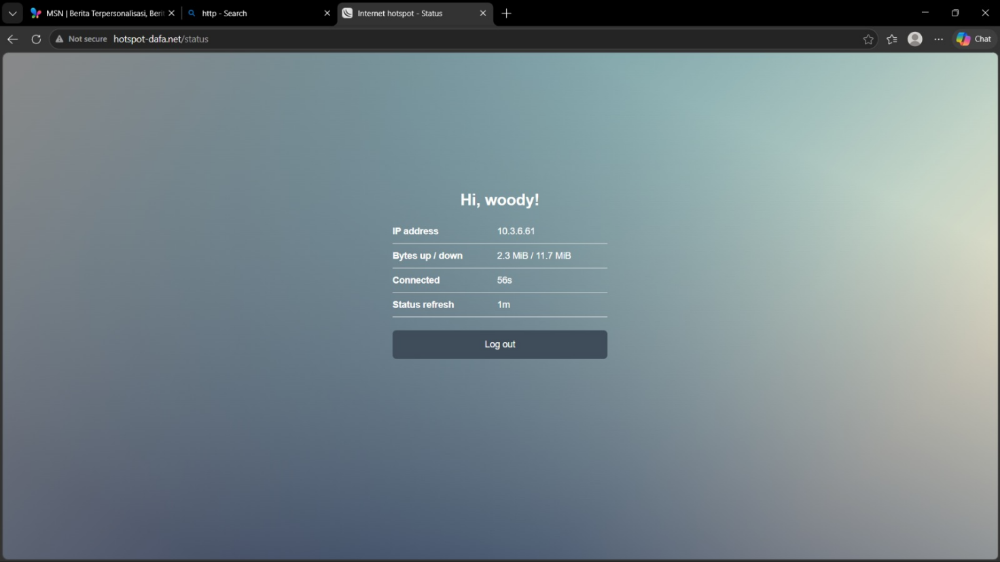 MSN | Berita Terpersonalisasi, Beri
http - Search
Internet hotspot - Status
Not secure
hotspot-dafa.net/status
Chat
Hi, woody!
IP address 10.3.6.61
Bytes up / down 2.3 MiB / 11.7 MiB
Connected 56s
Status refresh 1m
Log out